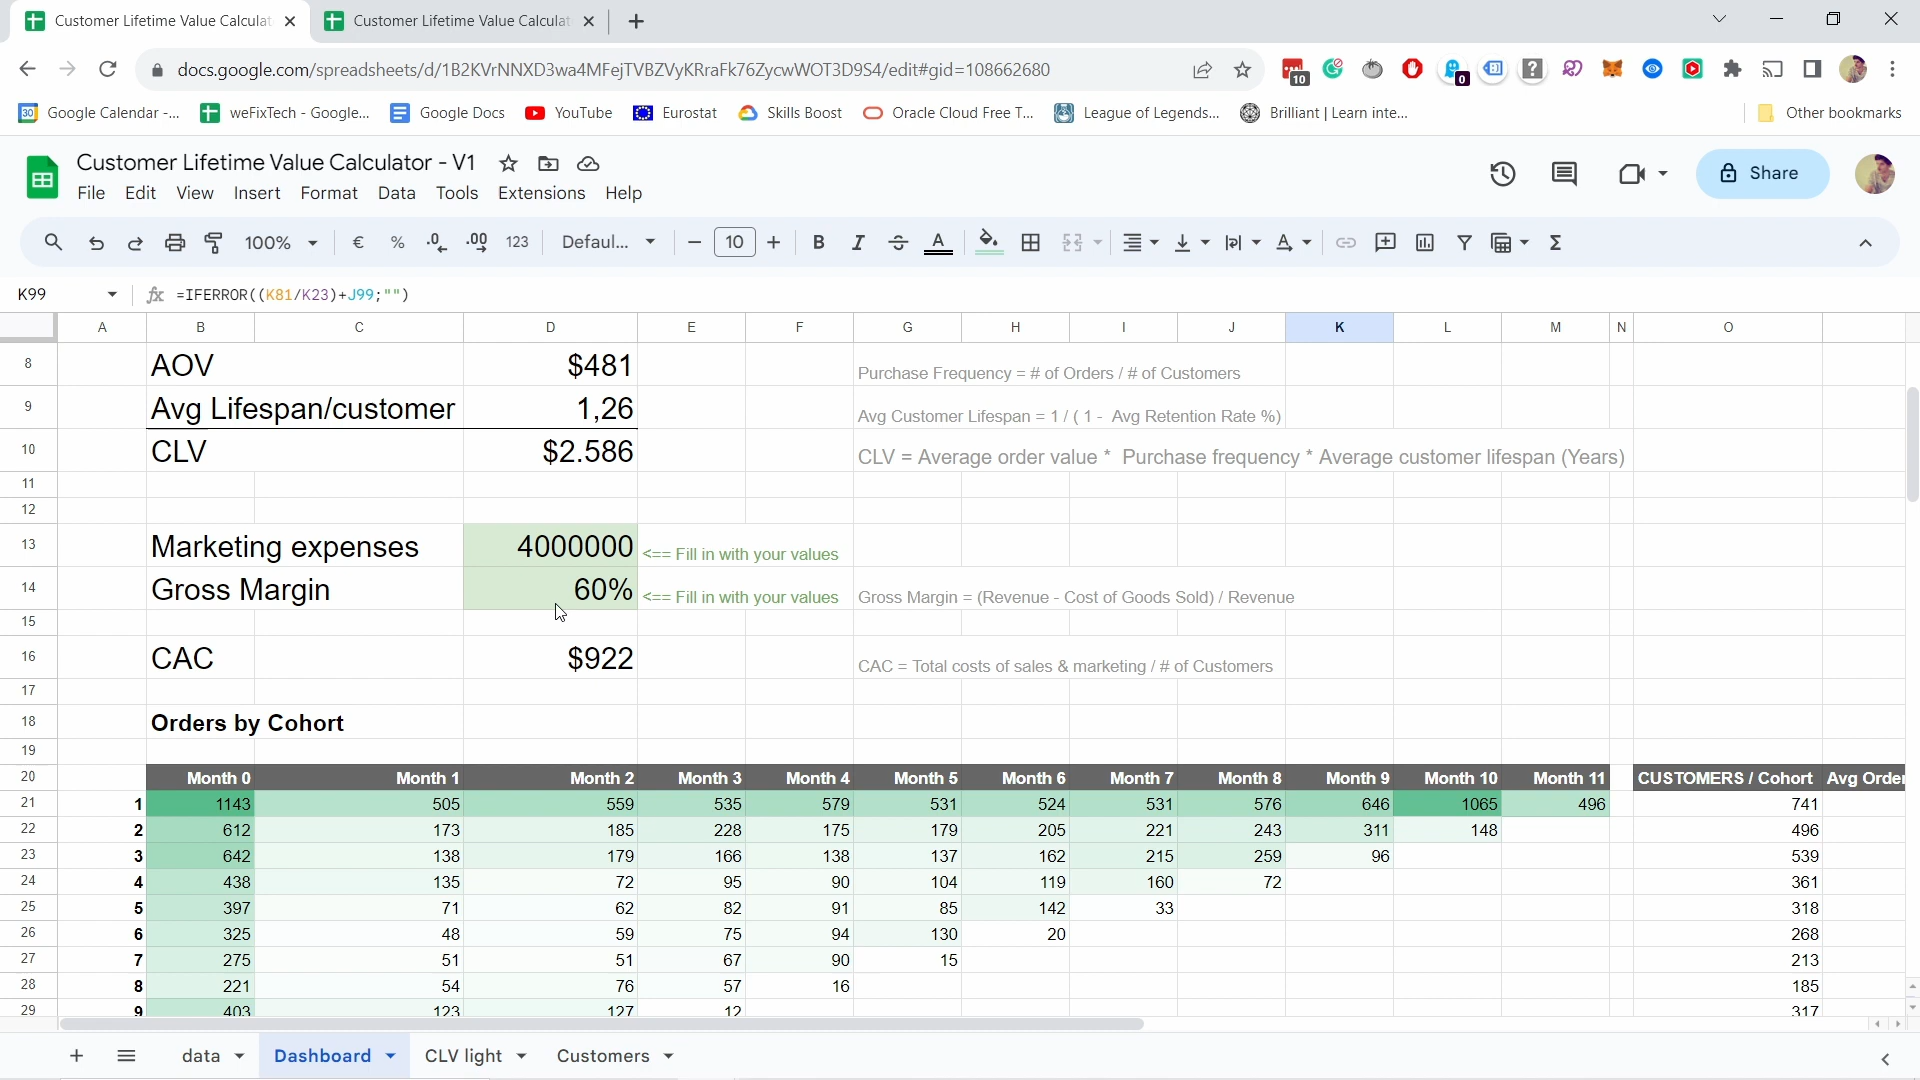 Customer Lifetime Value Calculat
Customer Lifetime Value Calculat
docs.google.com/spreadsheets/d/1B2KVrNNXD3wa4MFejTVBZVyKRraFk76ZycwWOT3D9S4/edit#gid=108662680
10
0
30 Google Calendar -... weFixTech - Google... Google Docs YouTube Eurostat Skills Boost Oracle Cloud Free T... League of Legends... Brilliant | Learn inte... Other bookmarks
Customer Lifetime Value Calculator - V1
File Edit View Insert Format Data Tools Extensions Help
Share
100% € % .0 .00 123 Defaul... 10 B I S A
K99 fx =IFERROR((K81/K23)+J99;"")
A B C D E F G H I J K L M N O
8 AOV $481 Purchase Frequency = # of Orders / # of Customers
9 Avg Lifespan/customer 1,26 Avg Customer Lifespan = 1 / ( 1 - Avg Retention Rate %)
10 CLV $2.586 CLV = Average order value * Purchase frequency * Average customer lifespan (Years)
11
12
13 Marketing expenses 4000000 <== Fill in with your values
14 Gross Margin 60% <== Fill in with your values Gross Margin = (Revenue - Cost of Goods Sold) / Revenue
15
16 CAC $922 CAC = Total costs of sales & marketing / # of Customers
17
18 Orders by Cohort
19
20 Month 0 Month 1 Month 2 Month 3 Month 4 Month 5 Month 6 Month 7 Month 8 Month 9 Month 10 Month 11 CUSTOMERS / Cohort Avg Order
21 1 1143 505 559 535 579 531 524 531 576 646 1065 496 741
22 2 612 173 185 228 175 179 205 221 243 311 148 496
23 3 642 138 179 166 138 137 162 215 259 96 539
24 4 438 135 72 95 90 104 119 160 72 361
25 5 397 71 62 82 91 85 142 33 318
26 6 325 48 59 75 94 130 20 268
27 7 275 51 51 67 90 15 213
28 8 221 54 76 57 16 185
29 9 403 123 127 12 317
data Dashboard CLV light Customers